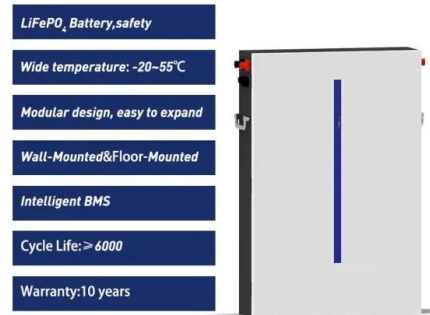 LiFePO₄ Battery,safety
Wide temperature: -20~55℃
Modular design, easy to expand
Wall-Mounted&Floor-Mounted
Intelligent BMS
Cycle Life:≥6000
Warranty:10 years